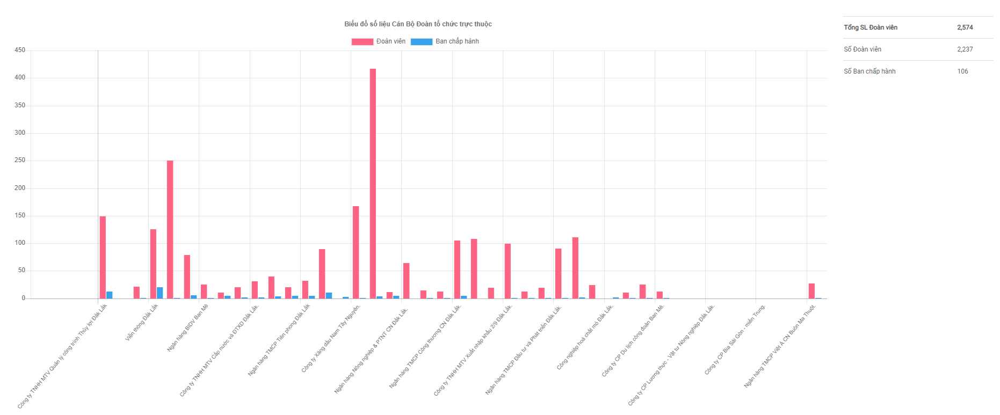 Biểu đồ số liệu Cán Bộ Đoàn tổ chức trực thuộc
Đoàn viên
Ban chấp hành
450
400
350
300
250
200
150
100
50
0
Công ty TNHH MTV Quản lý công trình Thủy lợi Đắk Lắk
Viễn thông Đắk Lắk
Ngân hàng BIDV Ban Mê
Công ty TNHH MTV Cấp nước và ĐTXD Đắk Lắk.
Ngân hàng TMCP Tiên phong Đắk Lắk
Công ty Xăng dầu Nam Tây Nguyên.
Ngân hàng Nông nghiệp & PTNT CN Đắk Lắk.
Ngân hàng TMCP Công thương CN Đắk Lắk.
Công ty TNHH MTV Xuất nhập khẩu 2/9 Đắk Lắk.
Ngân hàng TMCP Đầu tư và Phát triển Đắk Lắk.
Công nghiệp hoá chất mỏ Đắk Lắk.
Công ty CP Du lịch công đoàn Ban Mê.
Công ty CP Lương thực - Vật tư Nông nghiệp Đắk Lắk.
Công ty CP Bia Sài Gòn - miền Trung.
Ngân hàng TMCP Việt Á CN Buôn Ma Thuột.
Tổng SL Đoàn viên 2,574
Số Đoàn viên 2,237
Số Ban chấp hành 106